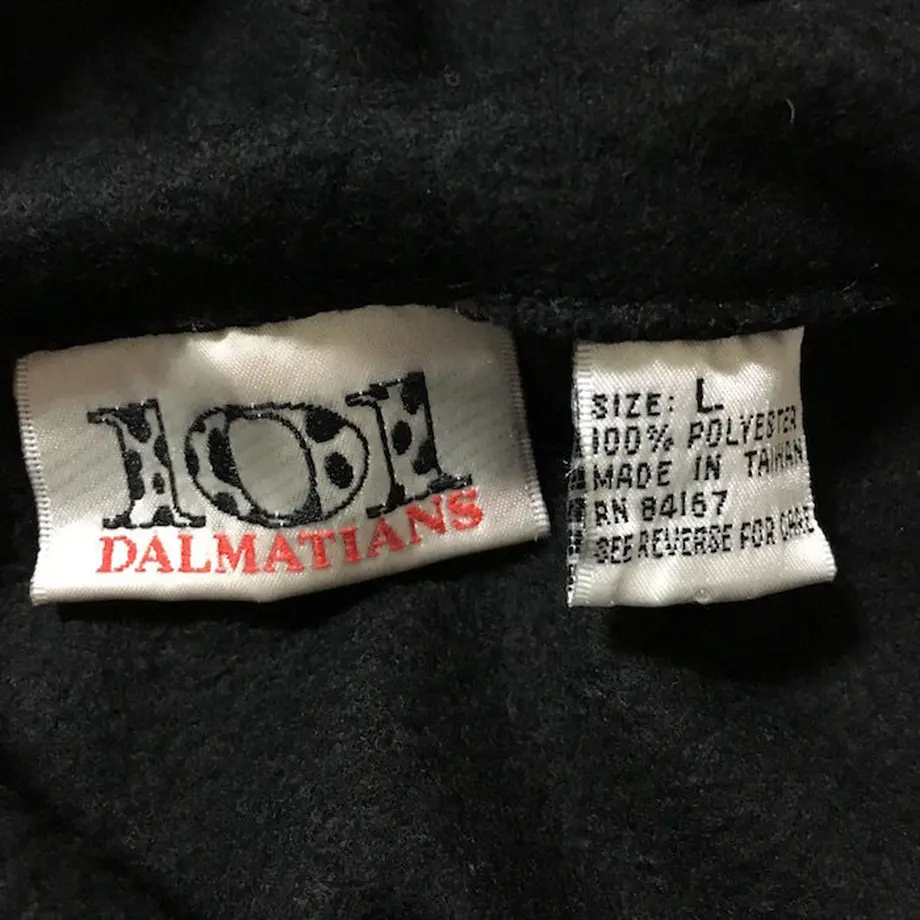 101
DALMATIANS
SIZE: L
100% POLYESTER
MADE IN TAIWAN
RN 84167
SEE REVERSE FOR CARE